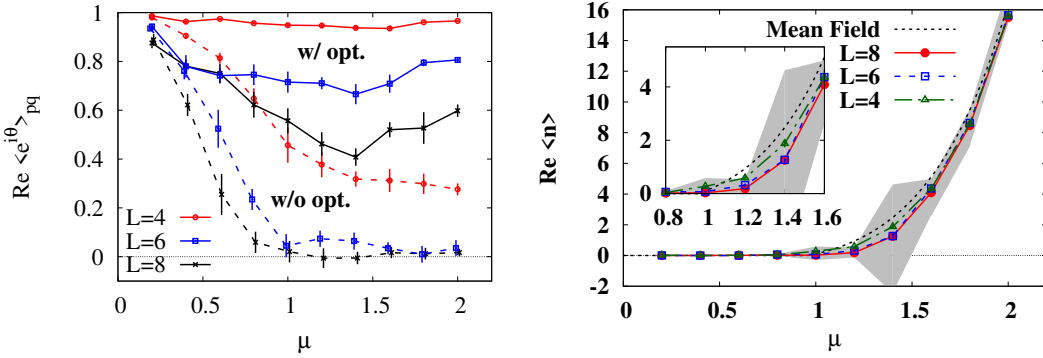 1
0.8
0.6
0.4
0.2
0
Re <e^{iθ}>_{pq}
w/ opt.
w/o opt.
L=4
L=6
L=8
0 0.5 1 1.5 2
μ
16
14
12
10
8
6
4
2
0
-2
Re <n>
Mean Field
L=8
L=6
L=4
4
2
0
0.8 1 1.2 1.4 1.6
0 0.5 1 1.5 2
μ